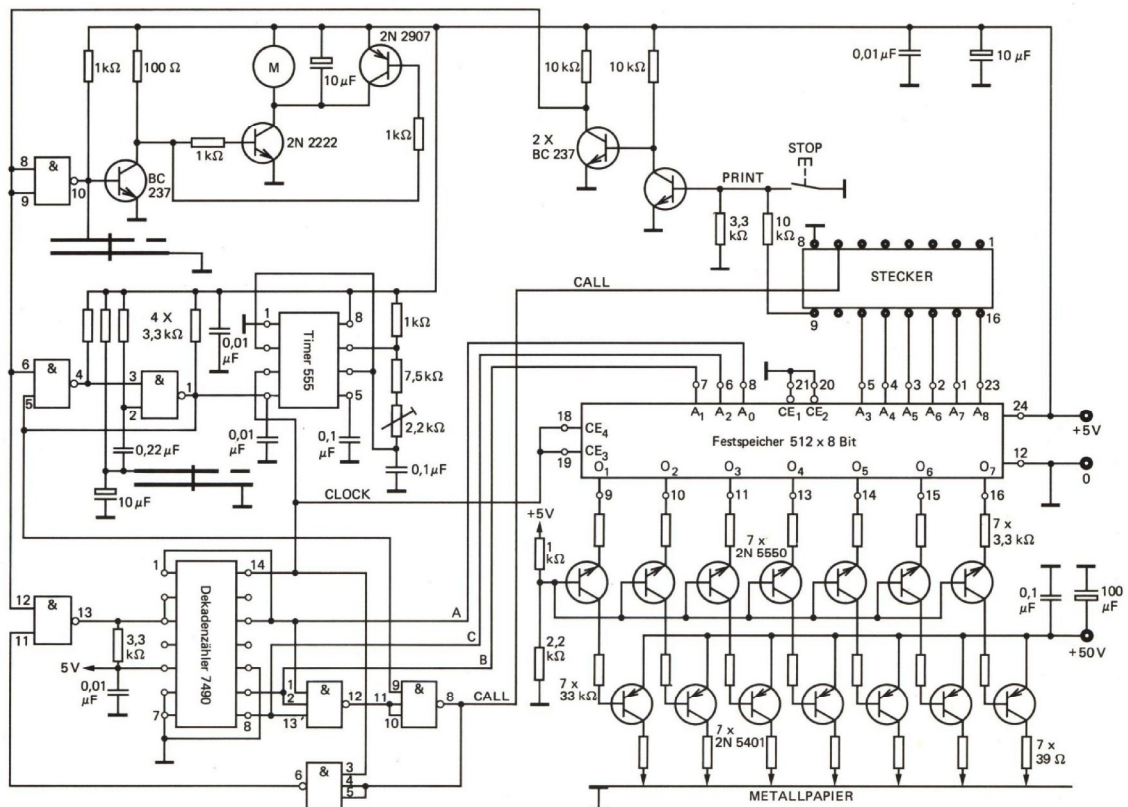 2N 2907
1kΩ
100 Ω
M
10 µF
1kΩ
2N 2222
1kΩ
10 kΩ
10 kΩ
0,01 µF
10 µF
8
9
&
10
BC 237
2 X BC 237
STOP
PRINT
3,3 kΩ
10 kΩ
8
1
STECKER
9
16
CALL
4 X 3,3 kΩ
0,01 µF
1
8
Timer 555
5
1kΩ
7,5kΩ
2,2kΩ
0,1µF
6
5
&
4
3
2
&
1
0,22µF
10 µF
0,01 µF
0,1 µF
CLOCK
7
6
8
21
20
5
4
3
2
1
23
A1
A2
A0
CE1
CE2
A3
A4
A5
A6
A7
A8
24
+5V
18
CE4
19
CE3
Festspeicher 512 x 8 Bit
12
0
O1
O2
O3
O4
O5
O6
O7
9
10
11
13
14
15
16
+5V
1 kΩ
7 x 2N 5550
7 x 3,3 kΩ
0,1 µF
100 µF
+50V
2,2 kΩ
7 x 33 kΩ
7 x 2N 5401
7 x 39 Ω
METALLPAPIER
1
14
Dekadenzähler 7490
7
8
12
11
&
13
3,3 kΩ
5 V
0,01 µF
A
C
B
1
2
13
&
12
11
9
10
&
8
CALL
6
&
3
4
5